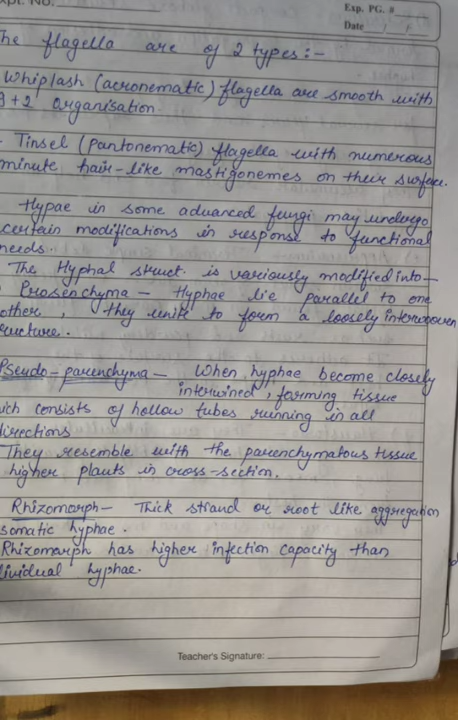 Expt. No.
Exp. PG. #
Date
The flagella are of 2 types:-
Whiplash (acronematic) flagella are smooth with
9+2 organisation.
Tinsel (pantonematic) flagella with numerous
minute hair-like mastigonemes on their surface.
Hypae in some advanced fungi may undergo
certain modifications in response to functional
needs.
The Hyphal struct. is variously modified into-
Prosenchyma - Hyphae lie parallel to one
other, they unite to form a loosely interwoven
ructure.
Pseudo-parenchyma - When hyphae become closely
interwined, forming tissue
ich consists of hollow tubes running in all
directions
They resemble with the parenchymatous tissue
higher plants in cross-section.
Rhizomorph- Thick strand or root like aggregation
somatic hyphae.
Rhizomorph has higher infection capacity than
dividual hyphae.
Teacher's Signature: